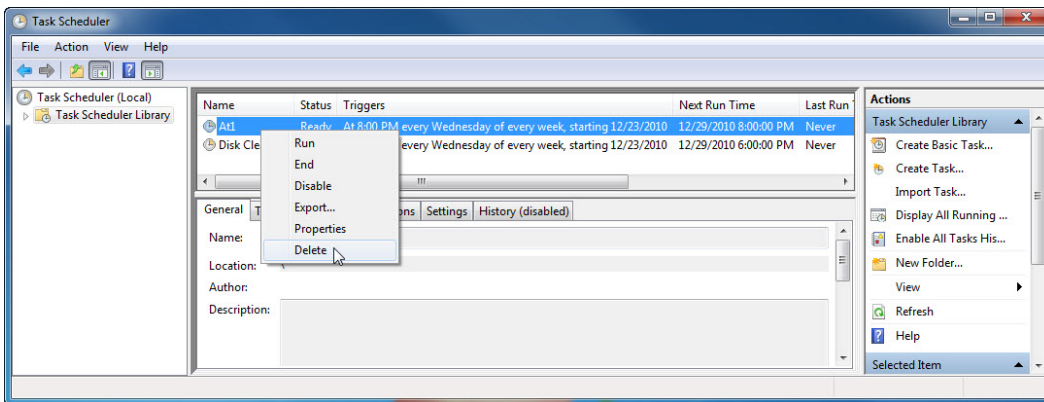 Task Scheduler
File Action View Help
Task Scheduler (Local)
Task Scheduler Library
Name Status Triggers Next Run Time Last Run
At1 Ready At 8:00 PM every Wednesday of every week, starting 12/23/2010 12/29/2010 8:00:00 PM Never
Disk Cle every Wednesday of every week, starting 12/23/2010 12/29/2010 6:00:00 PM Never
Run
End
Disable
Export...
Properties
Delete
General T ons Settings History (disabled)
Name:
Location: \
Author:
Description:
Actions
Task Scheduler Library
Create Basic Task...
Create Task...
Import Task...
Display All Running ...
Enable All Tasks His...
New Folder...
View
Refresh
Help
Selected Item